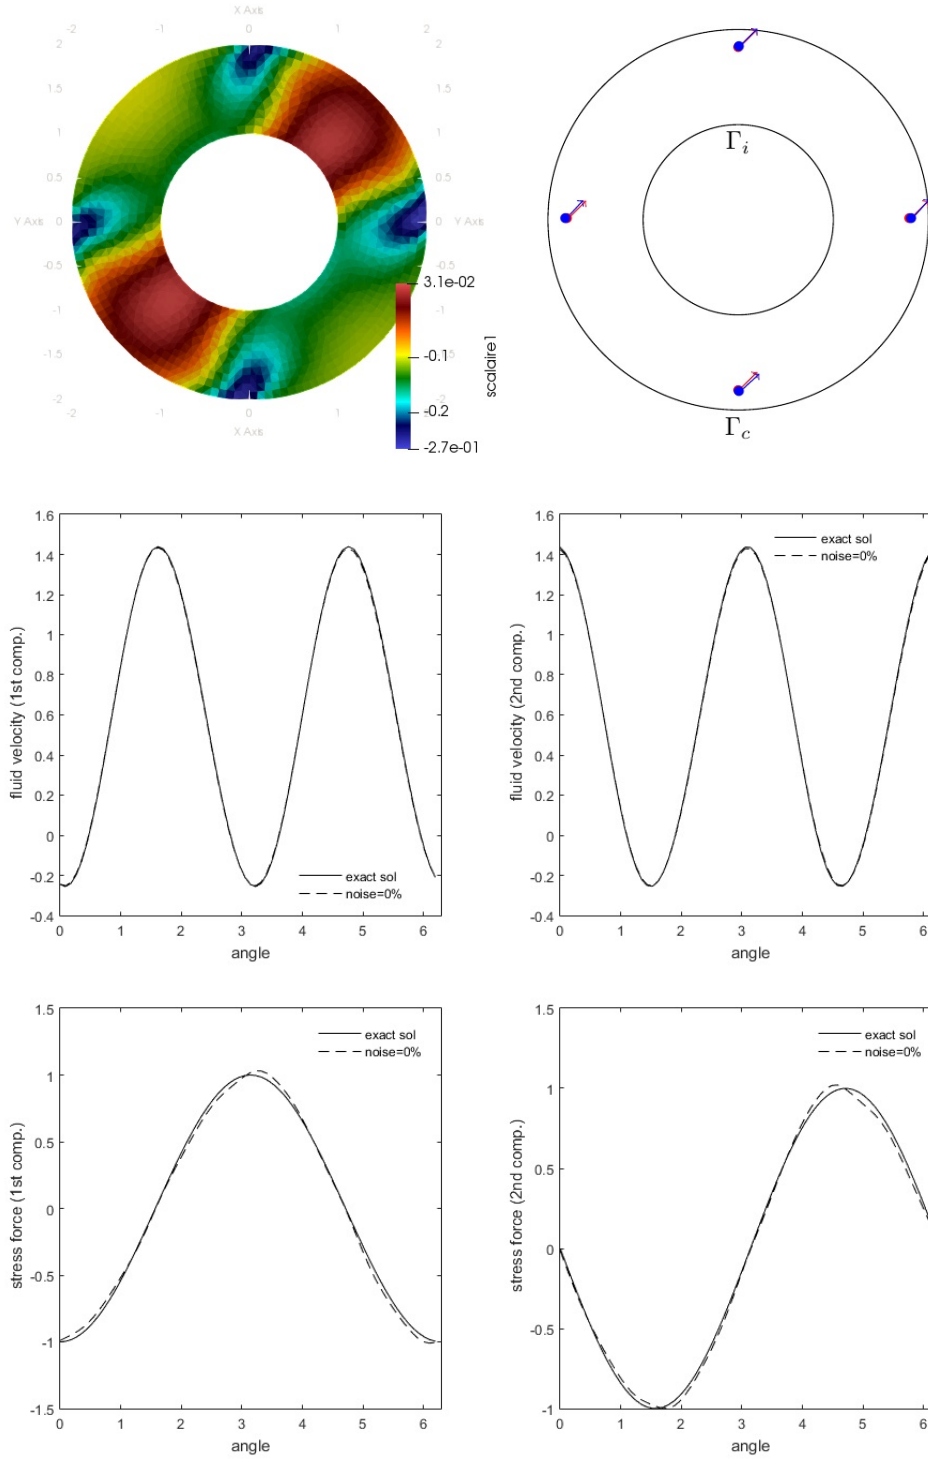 X Axis
-2 -1 0 1 2
2 2
1.5 1.5
1 1
0.5 0.5
Y Axis 0 0 Y Axis
-0.5 -0.5
-1 -1
-1.5 -1.5
-2 -2
-2 -1 0 1 2
X Axis
3.1e-02
-0.1
-0.2
-2.7e-01
scalaire1
Γi
Γc
1.6
1.4
1.2
1
0.8
0.6
0.4
0.2
0
-0.2
-0.4
fluid velocity (1st comp.)
exact sol
noise=0%
0 1 2 3 4 5 6
angle
1.6
1.4
1.2
1
0.8
0.6
0.4
0.2
0
-0.2
-0.4
fluid velocity (2nd comp.)
exact sol
noise=0%
0 1 2 3 4 5 6
angle
1.5
1
0.5
0
-0.5
-1
-1.5
stress force (1st comp.)
exact sol
noise=0%
0 1 2 3 4 5 6
angle
1.5
1
0.5
0
-0.5
-1
stress force (2nd comp.)
exact sol
noise=0%
0 1 2 3 4 5 6
angle